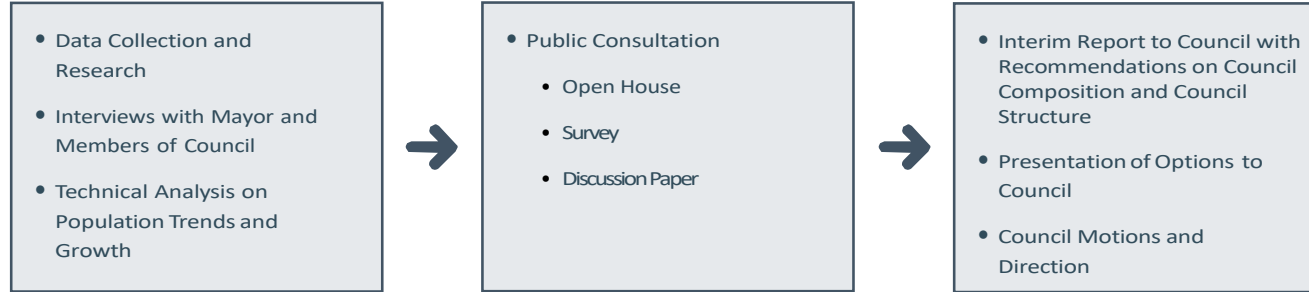 • Data Collection and
Research
• Interviews with Mayor and
Members of Council
• Technical Analysis on
Population Trends and
Growth
• Public Consultation
• Open House
• Survey
• Discussion Paper
• Interim Report to Council with
Recommendations on Council
Composition and Council
Structure
• Presentation of Options to
Council
• Council Motions and
Direction